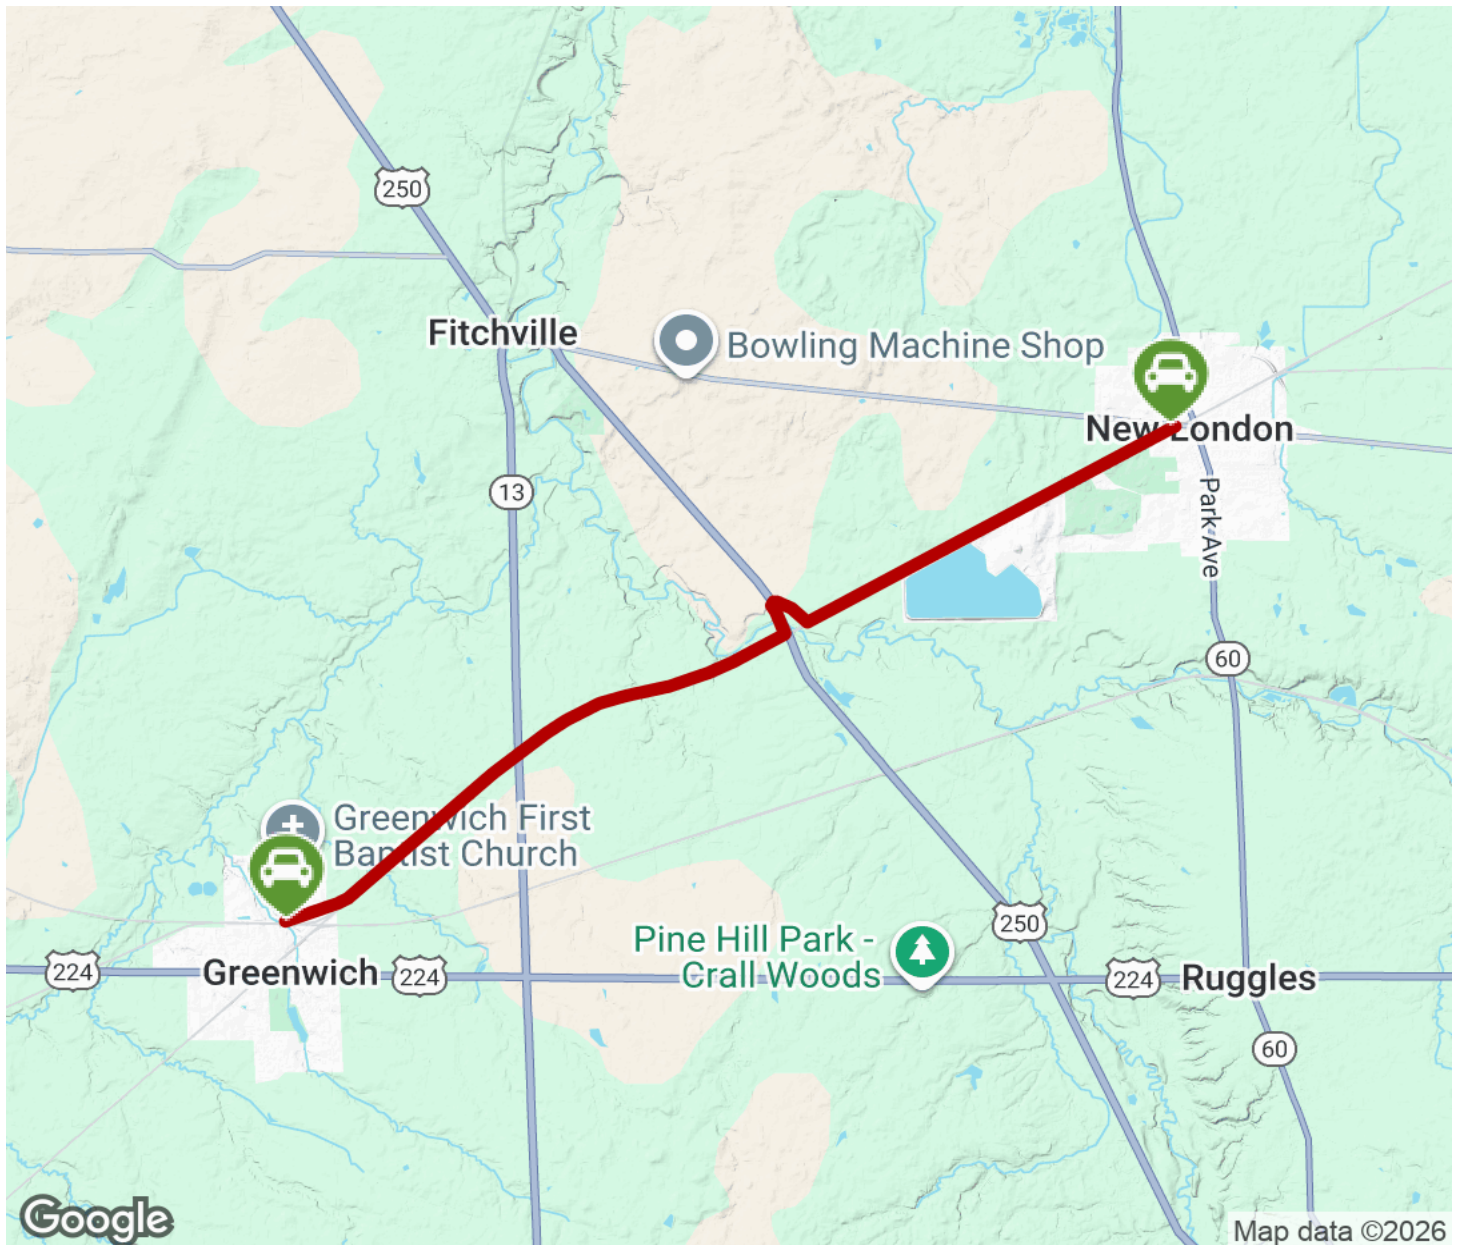 250
Fitchville
Bowling Machine Shop
New London
13
Park Ave
60
Greenwich First
Baptist Church
Pine Hill Park -
Crall Woods
250
224
Greenwich
224
224
Ruggles
60
Google
Map data ©2026